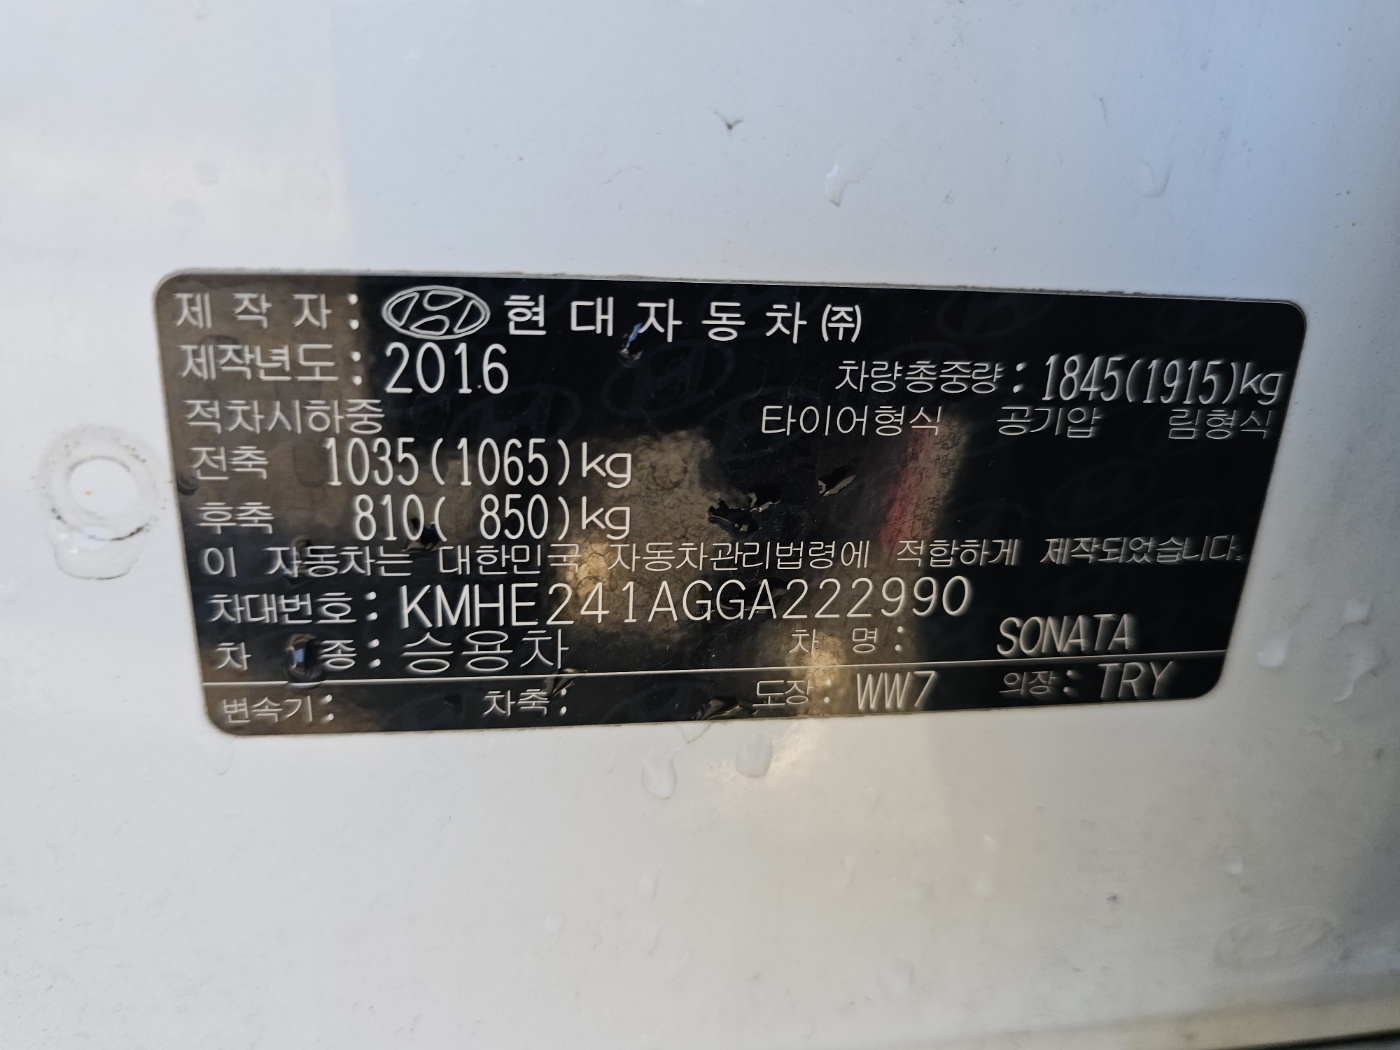 제 작 자 : 현 대 자 동 차 ㈜
제작년도 : 2016 차량총중량 : 1845(1915)kg
적차시하중 타이어형식 공기압 림형식
전축 1035(1065)kg
후축 810( 850)kg
이 자동차는 대한민국 자동차관리법령에 적합하게 제작되었습니다.
차대번호 : KMHE241AGGA222990
차 종 : 승용차 차 명 : SONATA
변속기 : 차축 : 도장 : WW7 의장 : TRY